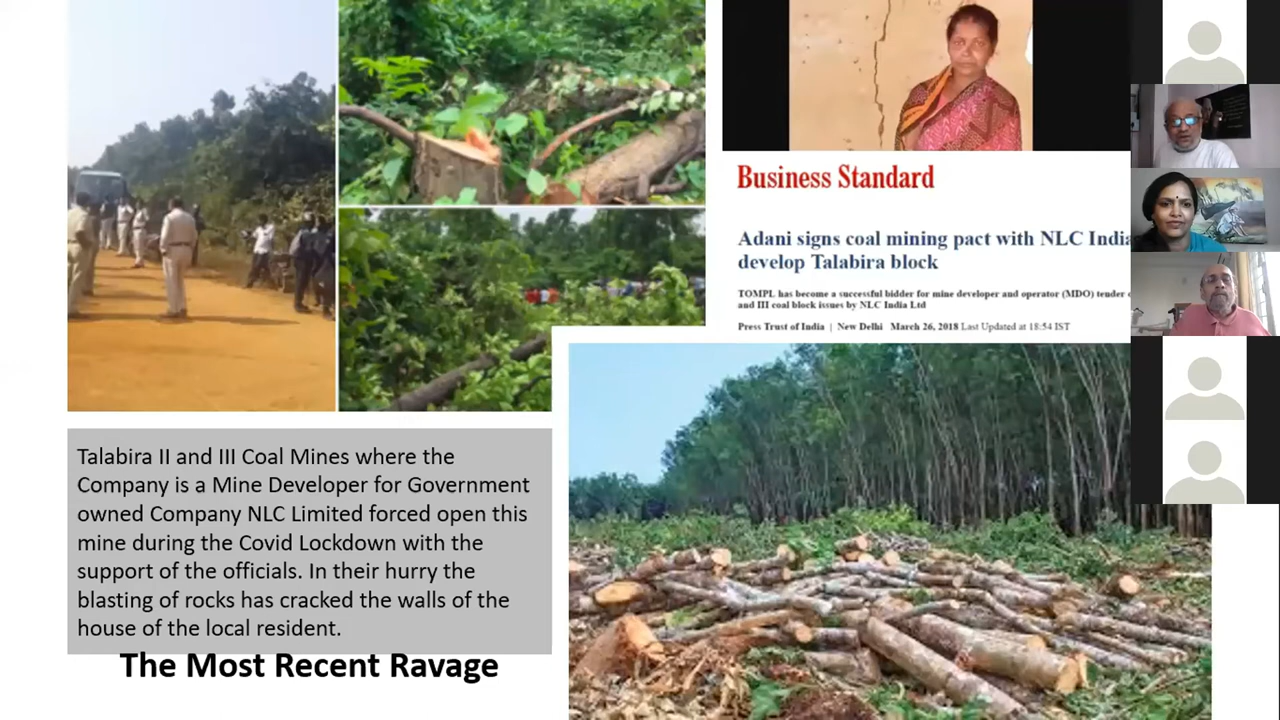 Business Standard
Adani signs coal mining pact with NLC India
develop Talabira block
TOMPL has become a successful bidder for mine developer and operator (MDO) tender
and III coal block issues by NLC India Ltd
Press Trust of India | New Delhi March 26, 2018 Last Updated at 18:54 IST
Talabira II and III Coal Mines where the
Company is a Mine Developer for Government
owned Company NLC Limited forced open this
mine during the Covid Lockdown with the
support of the officials. In their hurry the
blasting of rocks has cracked the walls of the
house of the local resident.
The Most Recent Ravage